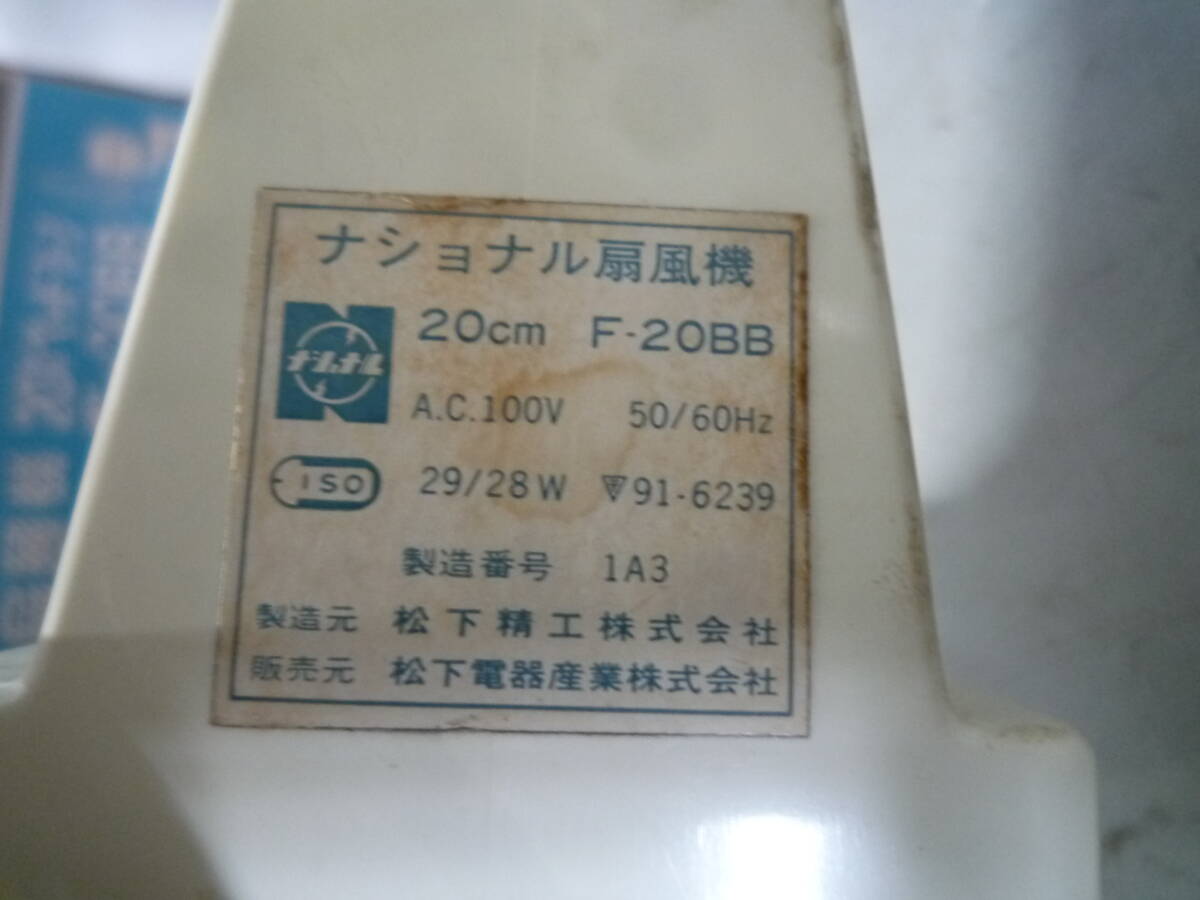 ナショナル扇風機
ナショナル
20cm F-20BB
A.C.100V 50/60Hz
ISO
29/28W 〒91-6239
製造番号 1A3
製造元 松下精工株式会社
販売元 松下電器産業株式会社